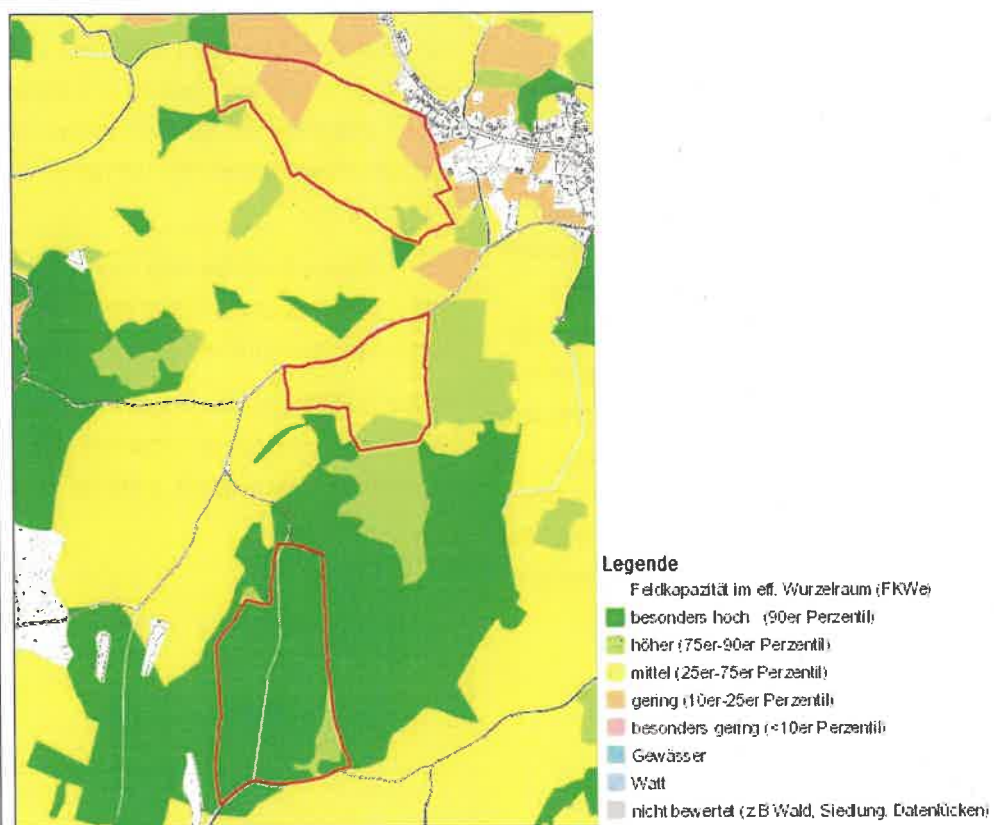 Legende
Feldkapazität im eff. Wurzelraum (FKWe)
besonders hoch (90er Perzentil)
höher (75er-90er Perzentil)
mittel (25er-75er Perzentil)
gering (10er-25er Perzentil)
besonders gering (<10er Perzentil)
Gewässer
Watt
nicht bewertet (z.B Wald, Siedlung, Datenlücken)